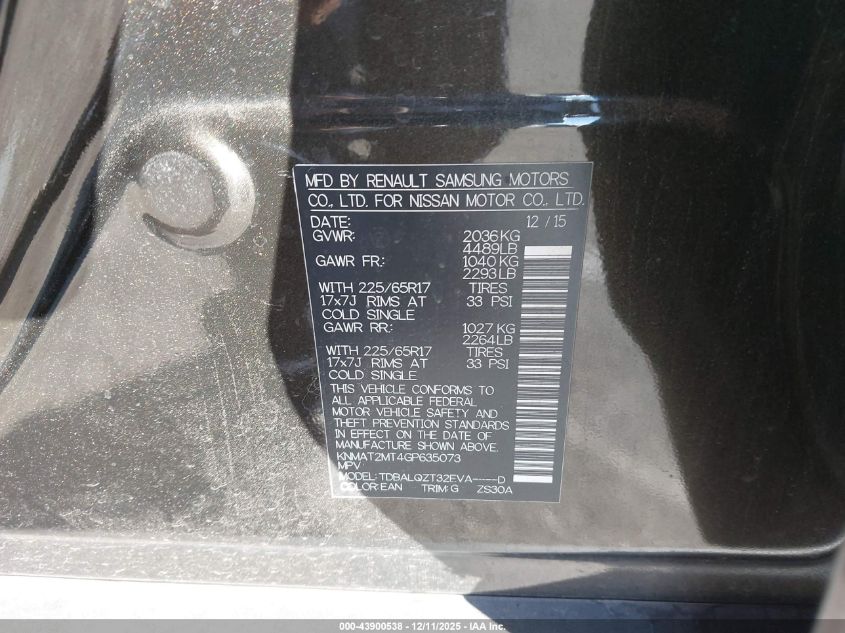 MFD BY RENAULT SAMSUNG MOTORS
CO., LTD. FOR NISSAN MOTOR CO., LTD.
DATE: 12 / 15
GVWR: 2036 KG
4489LB
GAWR FR: 1040 KG
2293 LB
WITH 225/65R17 TIRES
17x7J RIMS AT 33 PSI
COLD SINGLE
GAWR RR: 1027 KG
2264 LB
WITH 225/65R17 TIRES
17x7J RIMS AT 33 PSI
COLD SINGLE
THIS VEHICLE CONFORMS TO
ALL APPLICABLE FEDERAL
MOTOR VEHICLE SAFETY AND
THEFT PREVENTION STANDARDS
IN EFFECT ON THE DATE OF
MANUFACTURE SHOWN ABOVE.
KNMAT2MT4GP635073
MPV
MODEL: TDBALQZT32EVA-----D
COLOR: EAN TRIM: G ZS30A
000-43900538 - 12/11/2025 - IAA Inc.